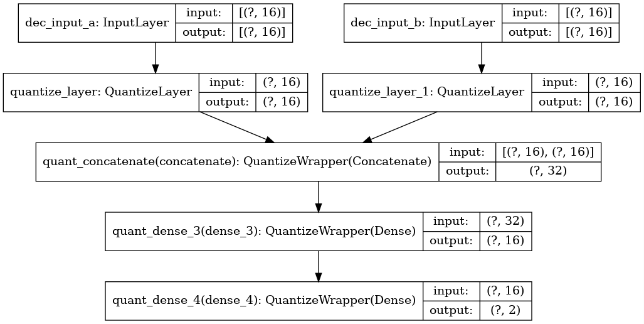 dec_input_a: InputLayer
input: [(?, 16)]
output: [(?, 16)]
dec_input_b: InputLayer
input: [(?, 16)]
output: [(?, 16)]
quantize_layer: QuantizeLayer
input: (?, 16)
output: (?, 16)
quantize_layer_1: QuantizeLayer
input: (?, 16)
output: (?, 16)
quant_concatenate(concatenate): QuantizeWrapper(Concatenate)
input: [(?, 16), (?, 16)]
output: (?, 32)
quant_dense_3(dense_3): QuantizeWrapper(Dense)
input: (?, 32)
output: (?, 16)
quant_dense_4(dense_4): QuantizeWrapper(Dense)
input: (?, 16)
output: (?, 2)